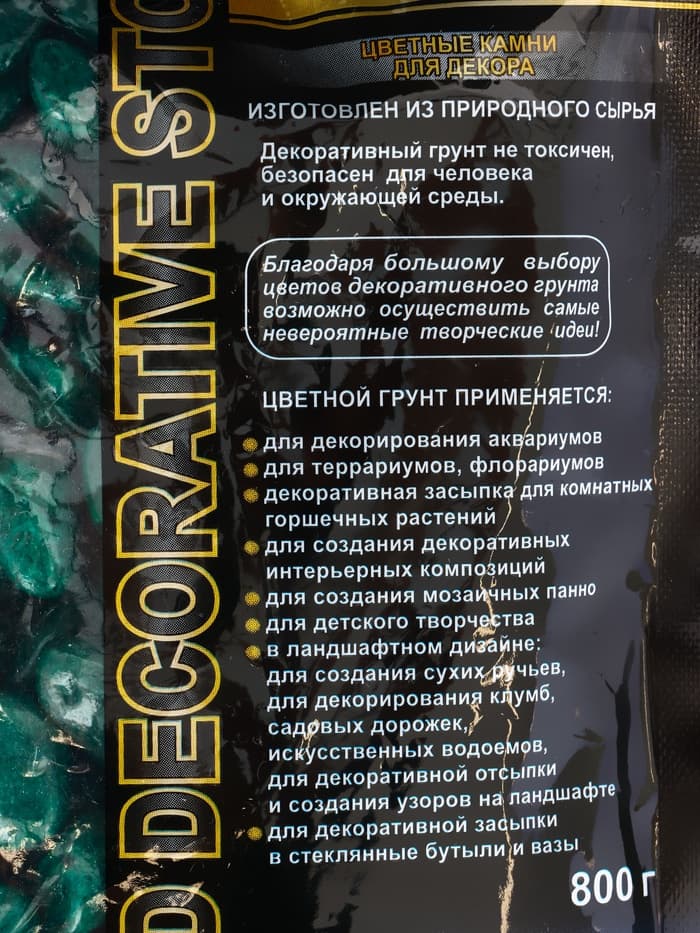 ЦВЕТНЫЕ КАМНИ
ДЛЯ ДЕКОРА
ИЗГОТОВЛЕН ИЗ ПРИРОДНОГО СЫРЬЯ
Декоративный грунт не токсичен,
безопасен для человека
и окружающей среды.
Благодаря большому выбору
цветов декоративного грунта
возможно осуществить самые
невероятные творческие идеи!
ЦВЕТНОЙ ГРУНТ ПРИМЕНЯЕТСЯ:
для декорирования аквариумов
для террариумов, флорариумов
декоративная засыпка для комнатных
горшечных растений
для создания декоративных
интерьерных композиций
для создания мозаичных панно
для детского творчества
в ландшафтном дизайне:
для создания сухих ручьев,
для декорирования клумб,
садовых дорожек,
искусственных водоемов,
для декоративной отсыпки
и создания узоров на ландшафте
для декоративной засыпки
в стеклянные бутыли и вазы
800 г
DECORATIVE